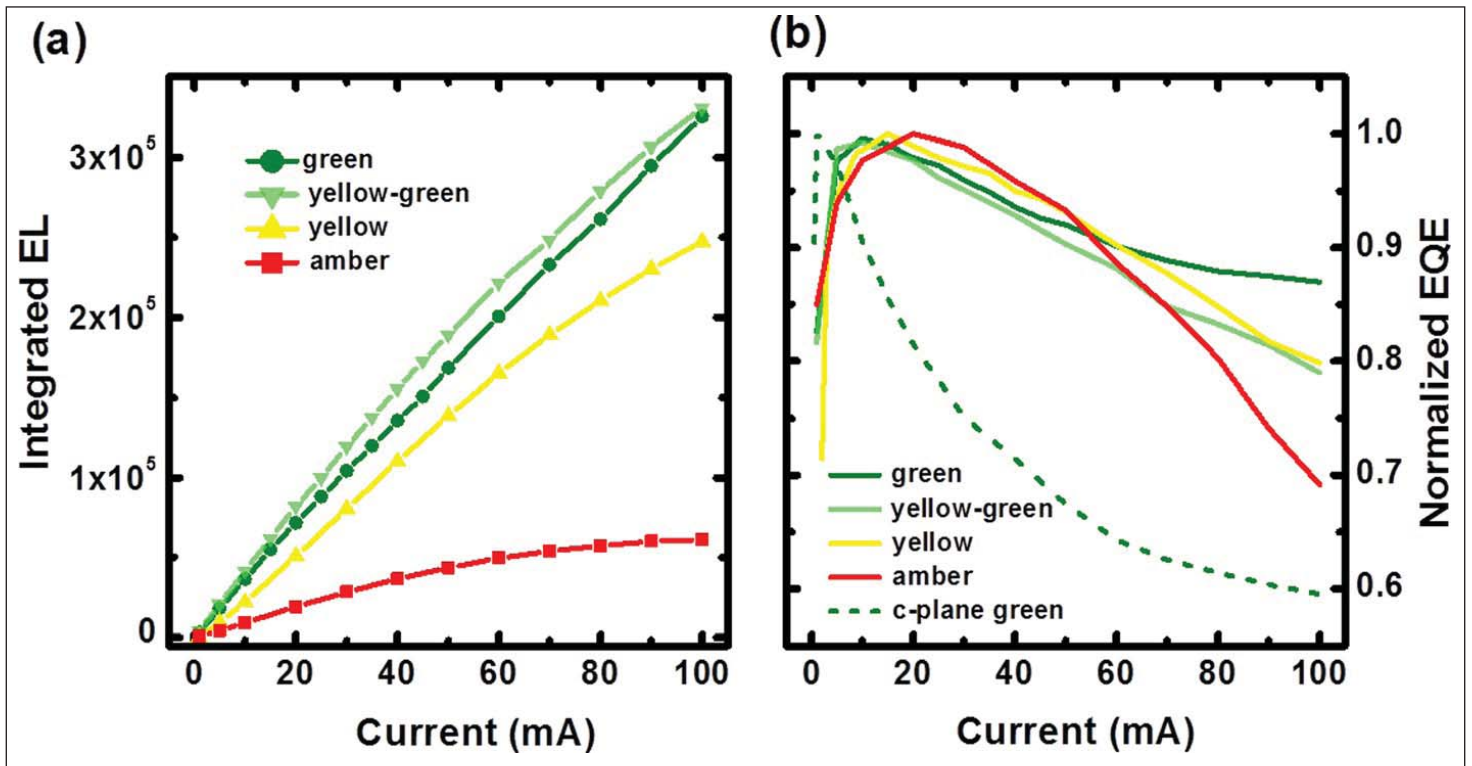 (a)
Integrated EL
3x10⁵
2x10⁵
1x10⁵
0
green
yellow-green
yellow
amber
0 20 40 60 80 100
Current (mA)
(b)
1.0
0.9
0.8
0.7
0.6
Normalized EQE
green
yellow-green
yellow
amber
c-plane green
0 20 40 60 80 100
Current (mA)